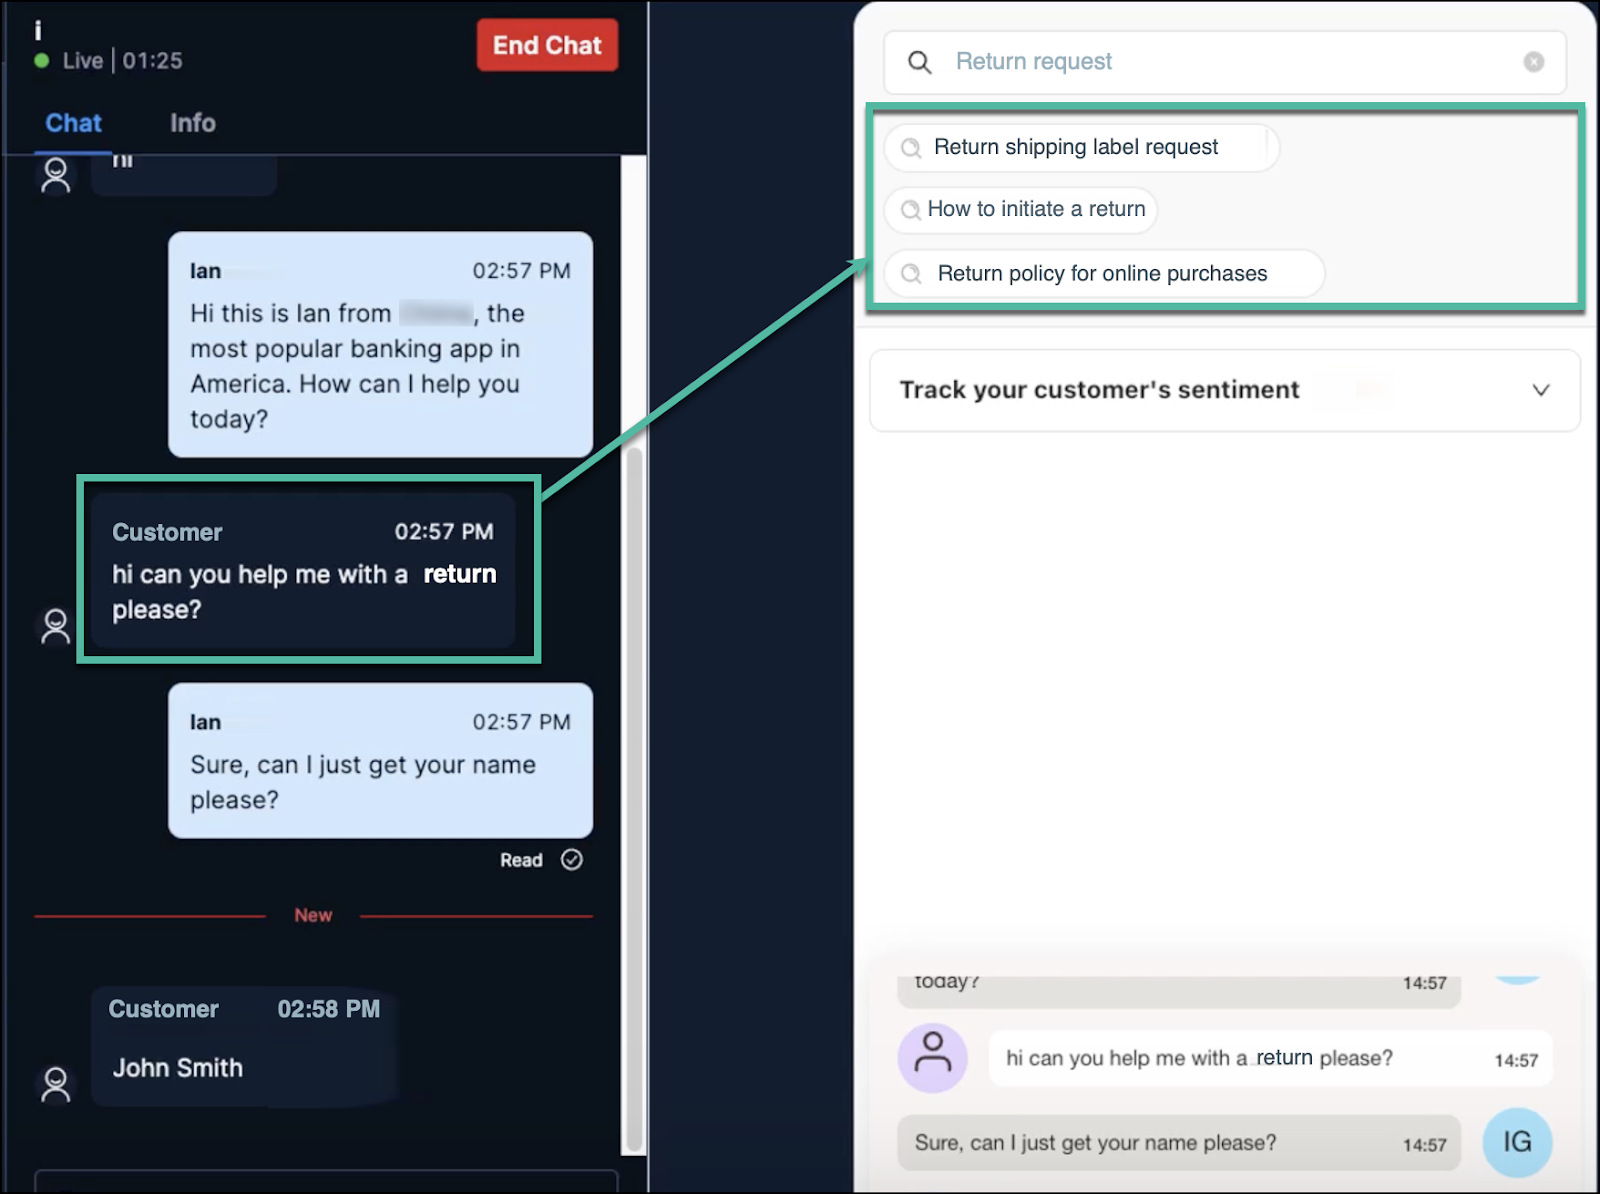 i
Live | 01:25
End Chat
Chat
Info
hi
Ian
02:57 PM
Hi this is Ian from , the
most popular banking app in
America. How can I help you
today?
Customer
02:57 PM
hi can you help me with a return
please?
Ian
02:57 PM
Sure, can I just get your name
please?
Read
New
Customer
02:58 PM
John Smith
Return request
Return shipping label request
How to initiate a return
Return policy for online purchases
Track your customer's sentiment
today?
14:57
hi can you help me with a return please?
14:57
Sure, can I just get your name please?
14:57
IG